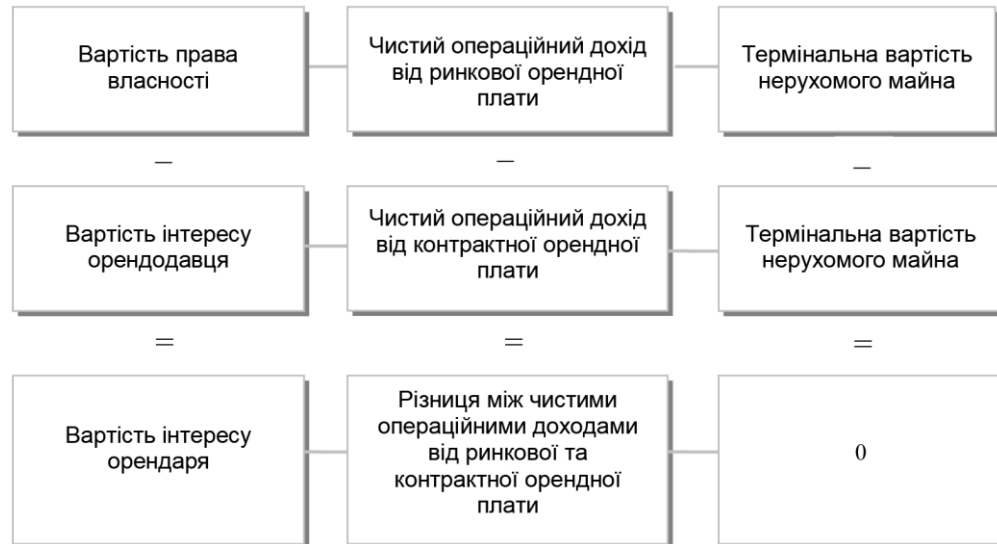 Вартість права
власності
Чистий операційний дохід
від ринкової орендної
плати
Термінальна вартість
нерухомого майна
–
–
–
Вартість інтересу
орендодавця
Чистий операційний дохід
від контрактної орендної
плати
Термінальна вартість
нерухомого майна
=
=
=
Вартість інтересу
орендаря
Різниця між чистими
операційними доходами
від ринкової та
контрактної орендної
плати
0